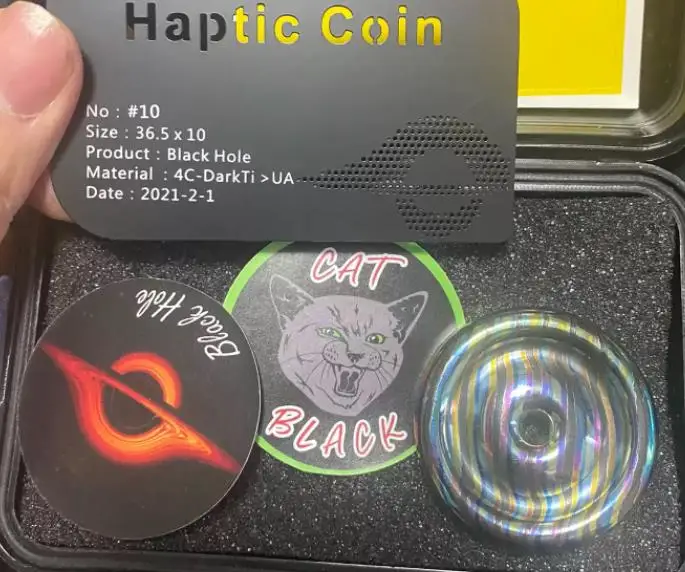 Haptic Coin
No : #10
Size : 36.5 x 10
Product : Black Hole
Material : 4C-DarkTi >UA
Date : 2021-2-1
Black Hole
CAT
BLACK